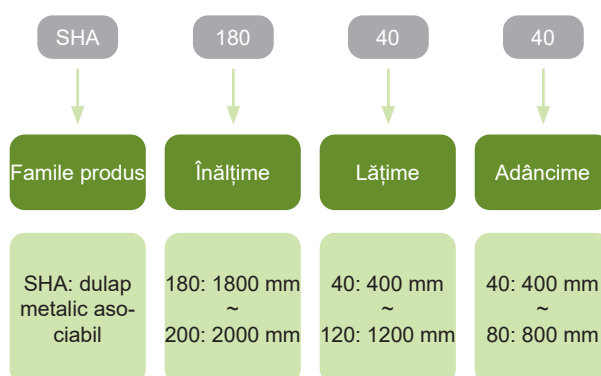 SHA
180
40
40
Famile produs
Înălțime
Lățime
Adâncime
SHA: dulap
metalic aso-
ciabil
180: 1800 mm
~
200: 2000 mm
40: 400 mm
~
120: 1200 mm
40: 400 mm
~
80: 800 mm